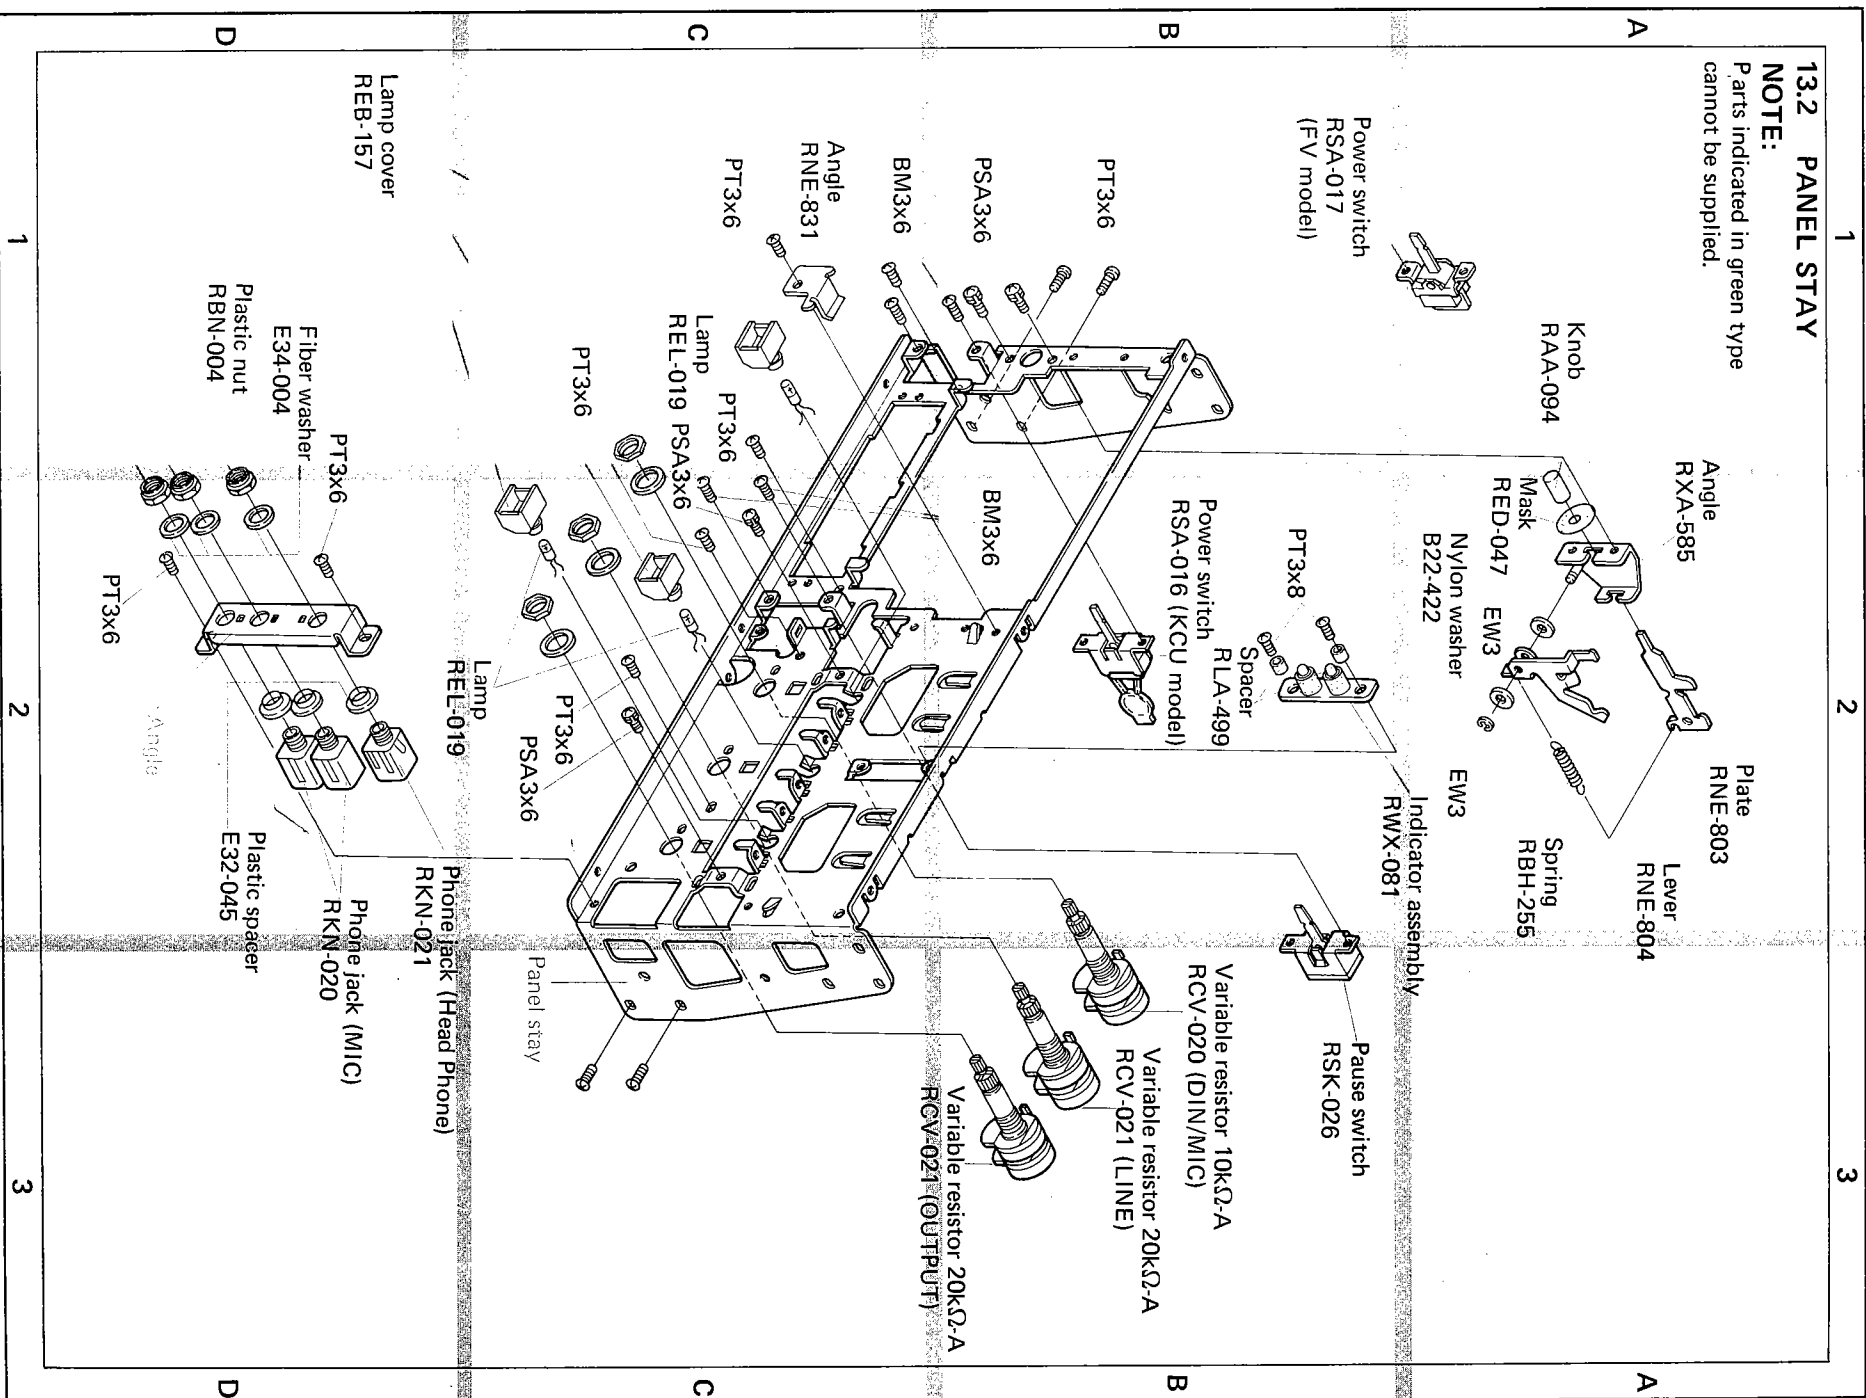 13.2 PANEL STAY
NOTE:
Parts indicated in green type
cannot be supplied.
1
2
3
A
B
C
D
Knob
RAA-094
Angle
RXA-585
Mask
RED-047
Nylon washer
B22-422
EW3
EW3
Plate
RNE-803
Lever
RNE-804
Spring
RBH-255
Power switch
RSA-017
(FV model)
PT3x6
PSA3x6
BM3x6
Angle
RNE-831
PT3x6
PT3x8
Spacer
RLA-499
Power switch
RSA-016 (KCU model)
BM3x6
Indicator assembly
RWX-081
Pause switch
RSK-026
Variable resistor 10kΩ-A
RCV-020 (DIN/MIC)
Variable resistor 20kΩ-A
RCV-021 (LINE)
Variable resistor 20kΩ-A
RCV-021 (OUTPUT)
Lamp
REL-019
PT3x6
PSA3x6
PT3x6
Lamp
REL-019
PT3x6
PSA3x6
Panel stay
Lamp cover
REB-157
PT3x6
Fiber washer
E34-004
Plastic nut
RBN-004
PT3x6
Angle
Phone jack (Head Phone)
RKN-021
Phone jack (MIC)
RKN-020
Plastic spacer
E32-045
A
B
C
D
1
2
3